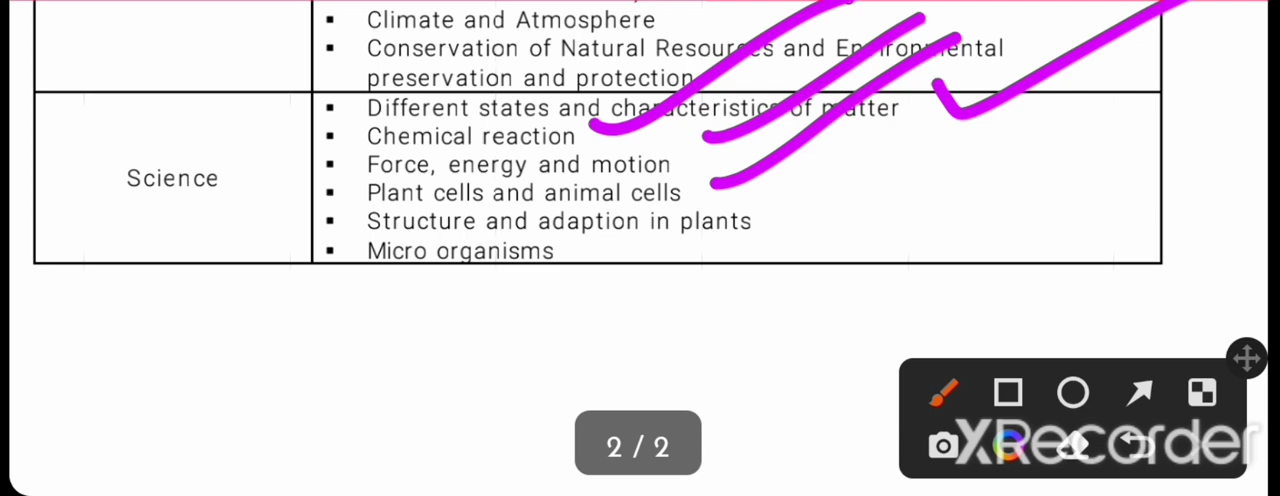 ▪ Climate and Atmosphere
▪ Conservation of Natural Resources and Environmental
preservation and protection
Science
▪ Different states and characteristics of matter
▪ Chemical reaction
▪ Force, energy and motion
▪ Plant cells and animal cells
▪ Structure and adaption in plants
▪ Micro organisms
2 / 2
XRecorder